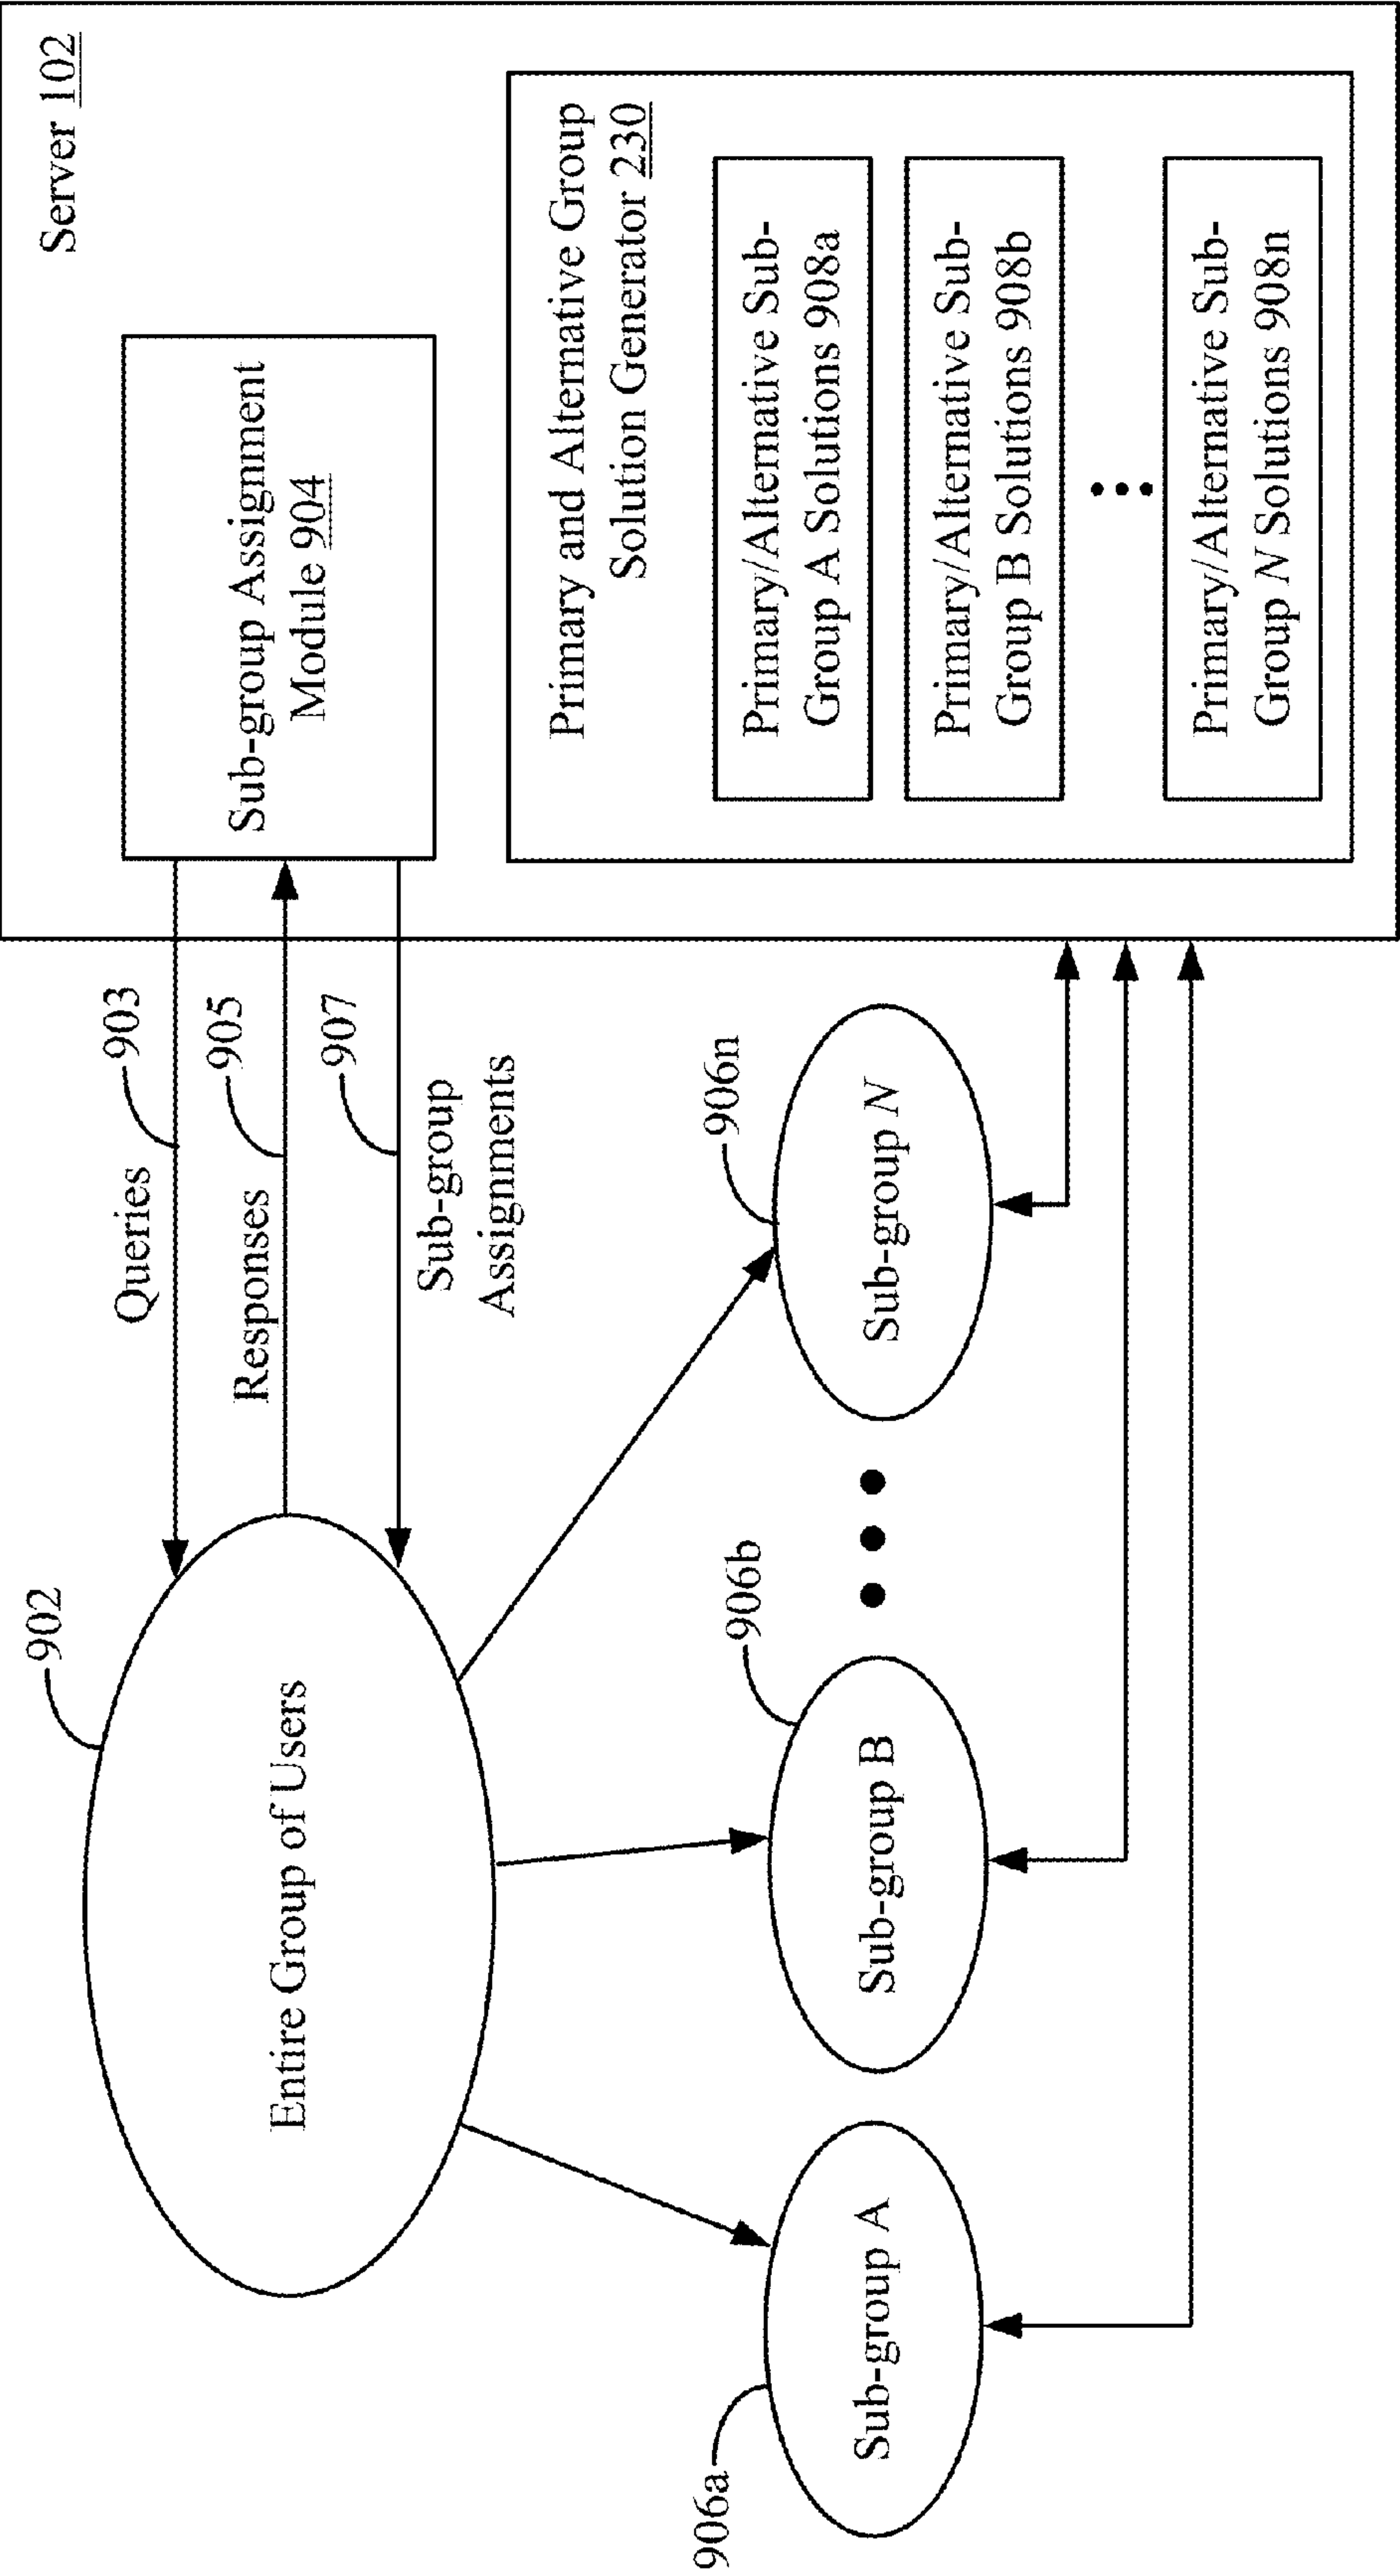 Server 102
902
903
Queries
905
Responses
907
Sub-group
Assignments
Entire Group of Users
Sub-group Assignment
Module 904
Primary and Alternative Group
Solution Generator 230
Primary/Alternative Sub-
Group A Solutions 908a
Primary/Alternative Sub-
Group B Solutions 908b
Primary/Alternative Sub-
Group N Solutions 908n
906a
Sub-group A
906b
Sub-group B
906n
Sub-group N